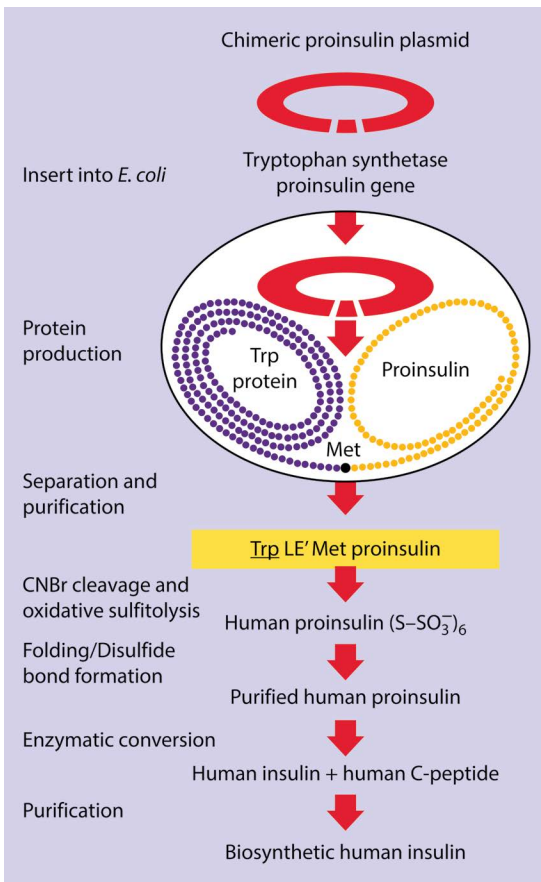 Chimeric proinsulin plasmid
Insert into E. coli
Tryptophan synthetase
proinsulin gene
Protein
production
Trp
protein
Proinsulin
Met
Separation and
purification
Trp LE′ Met proinsulin
CNBr cleavage and
oxidative sulfitolysis
Human proinsulin (S–SO₃⁻)₆
Folding/Disulfide
bond formation
Purified human proinsulin
Enzymatic conversion
Human insulin + human C-peptide
Purification
Biosynthetic human insulin